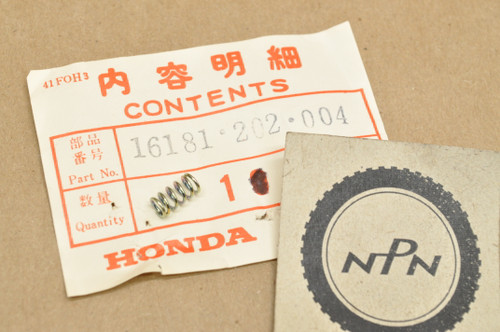 41FOH3
内容明細
CONTENTS
部品番号
Part No.
16181-202-004
数量
Quantity
1
HONDA
NPN